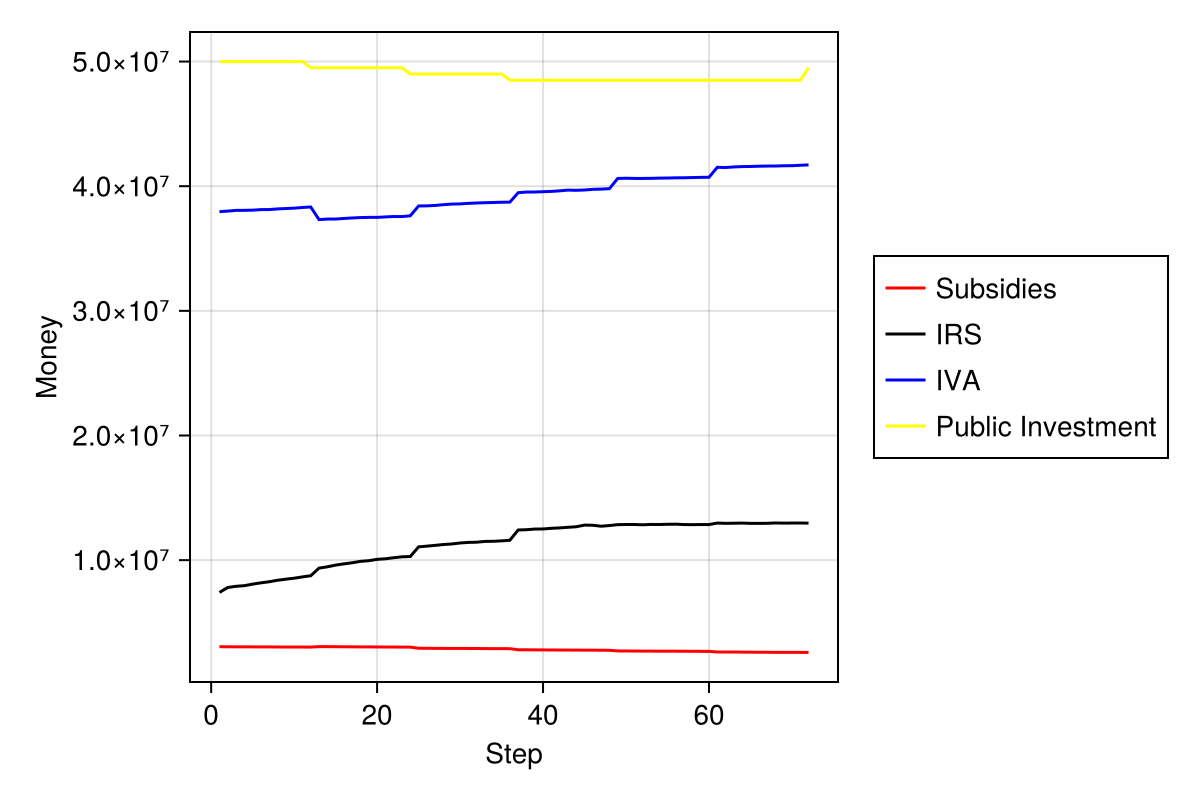 5.0×10⁷
4.0×10⁷
3.0×10⁷
2.0×10⁷
1.0×10⁷
Money
0 20 40 60
Step
Subsidies
IRS
IVA
Public Investment